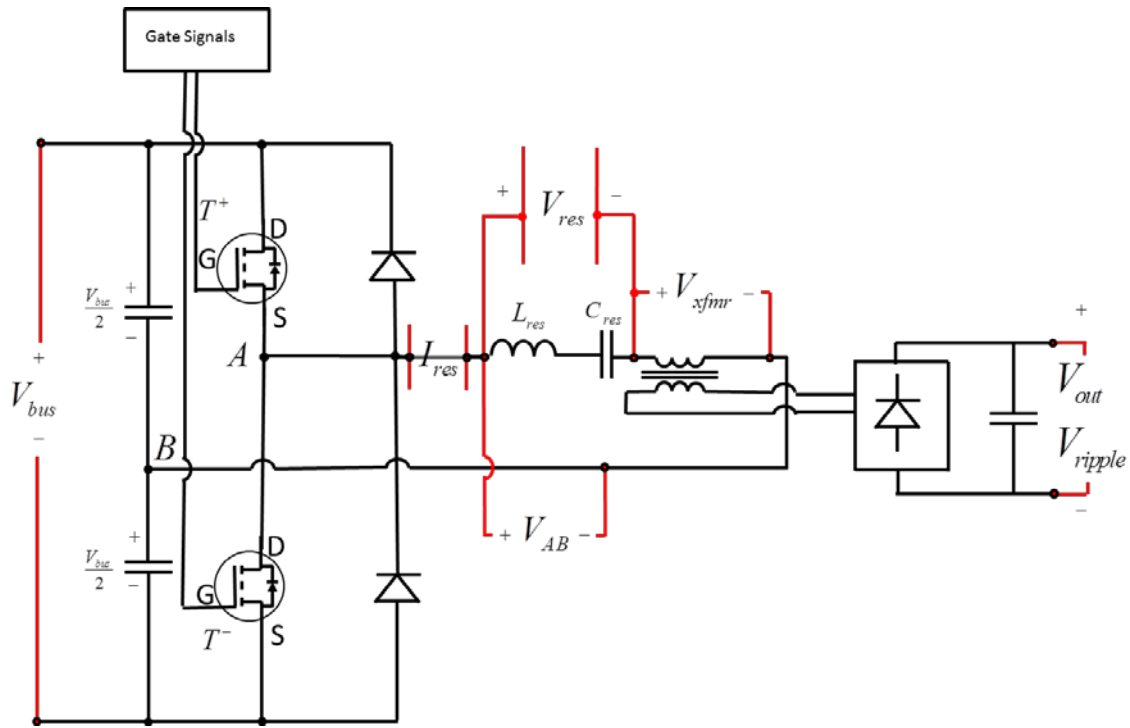 Gate Signals
T⁺
D
G
S
V_bus/2
+
−
A
I_res
+ V_res −
L_res
C_res
+ V_xfmr −
+
V_bus
−
B
+ V_AB −
V_bus/2
+
−
D
G
S
T⁻
+
V_out
V_ripple
−